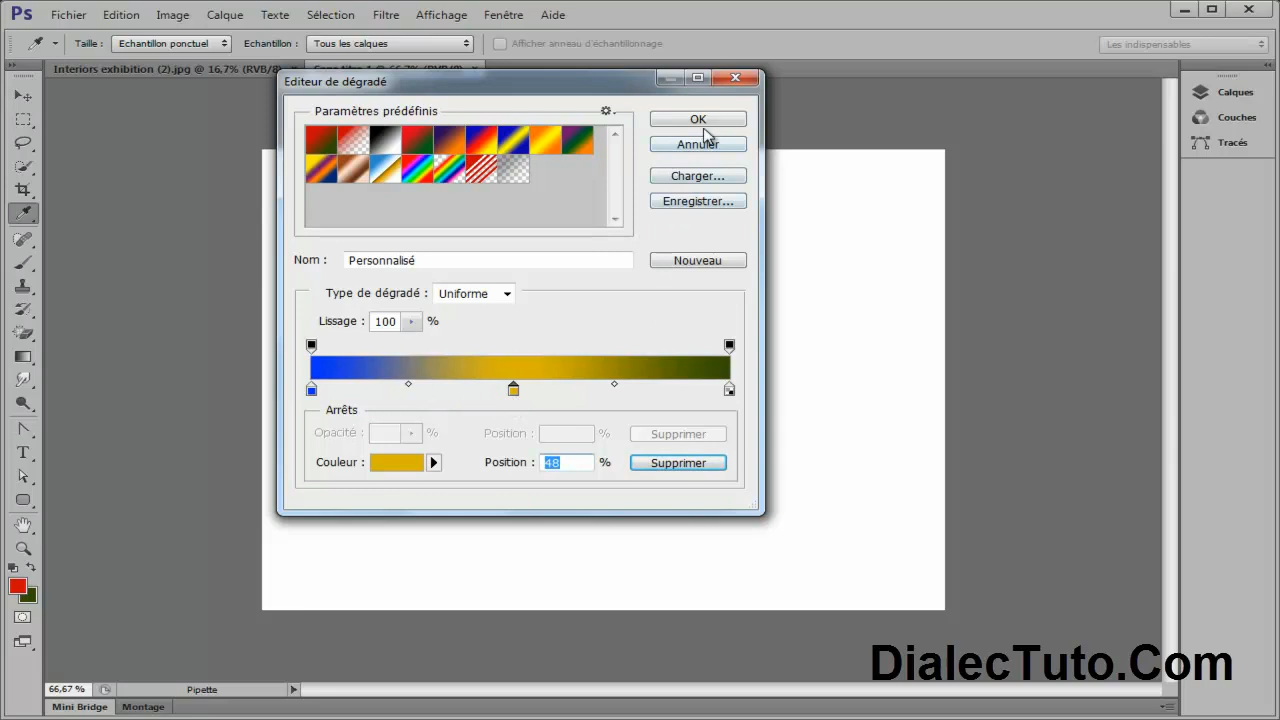 Ps Fichier Edition Image Calque Texte Sélection Filtre Affichage Fenêtre Aide
Taille : Echantillon ponctuel Echantillon : Tous les calques Afficher anneau d'échantillonnage Les indispensables
Interiors exhibition (2).jpg @ 16,7% (RVB/8)
Editeur de dégradé
Paramètres prédéfinis
OK
Annuler
Charger...
Enregistrer...
Nom : Personnalisé Nouveau
Type de dégradé : Uniforme
Lissage : 100 %
Arrêts
Opacité : % Position : Supprimer
Couleur : Position : 48 % Supprimer
Calques
Couches
Tracés
T
DialecTuto.Com
66,67 % Pipette
Mini Bridge Montage